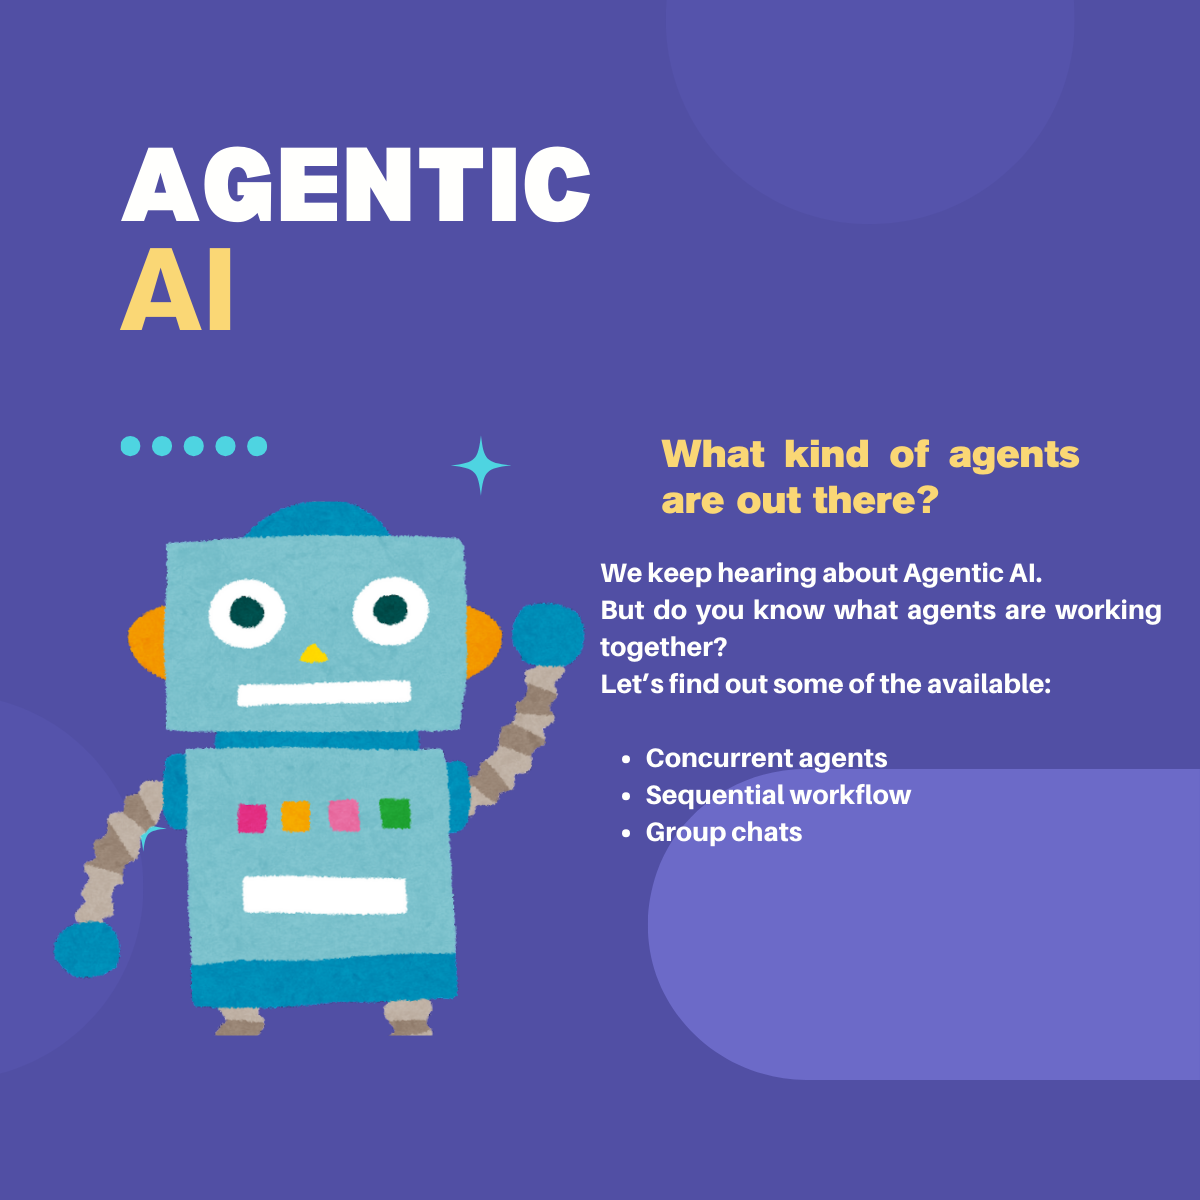 AGENTIC
AI
What kind of agents
are out there?
We keep hearing about Agentic AI.
But do you know what agents are working
together?
Let’s find out some of the available:
• Concurrent agents
• Sequential workflow
• Group chats